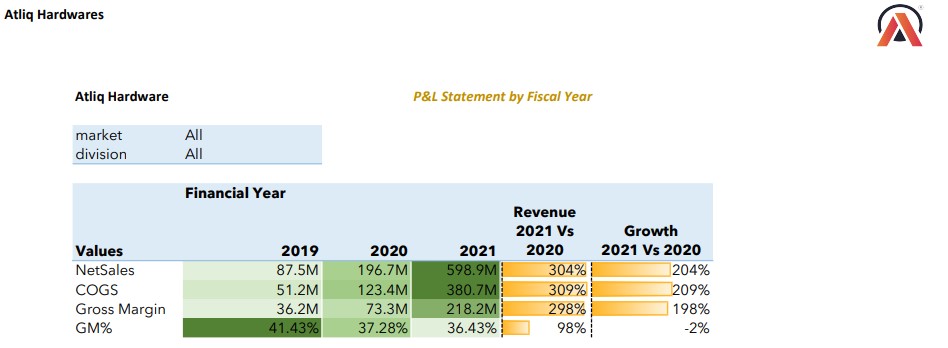 Atliq Hardwares
Atliq Hardware P&L Statement by Fiscal Year
market All
division All
Financial Year
Values 2019 2020 2021 Revenue 2021 Vs 2020 Growth 2021 Vs 2020
NetSales 87.5M 196.7M 598.9M 304% 204%
COGS 51.2M 123.4M 380.7M 309% 209%
Gross Margin 36.2M 73.3M 218.2M 298% 198%
GM% 41.43% 37.28% 36.43% 98% -2%